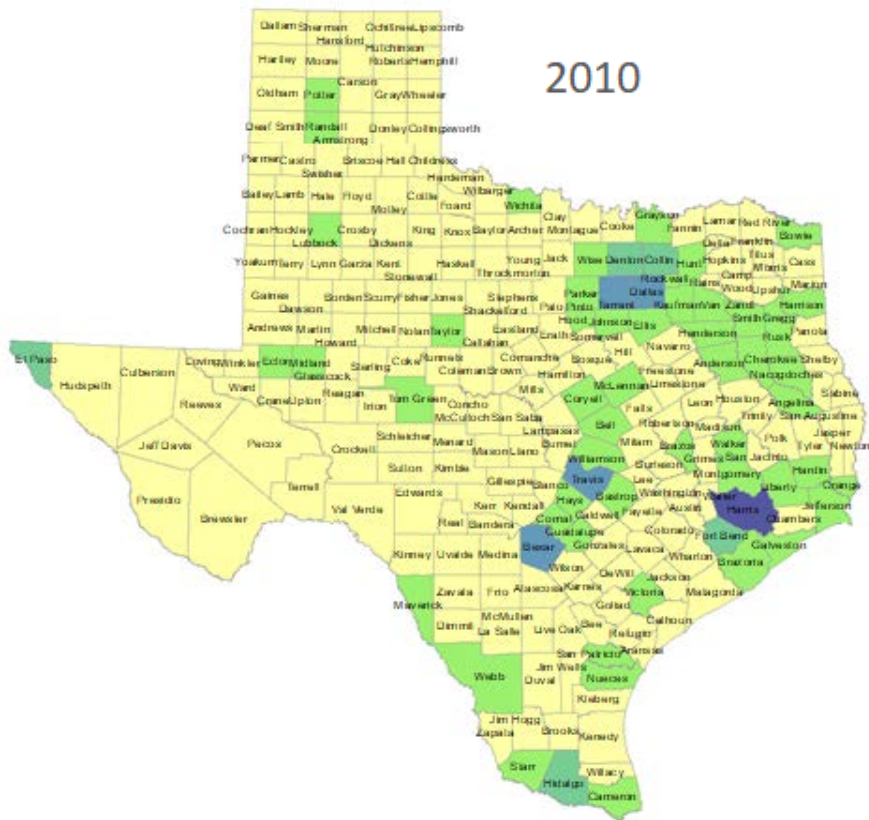 2010
Dallam Sherman Ochiltree Lipscomb
Hansford
Hutchinson
Hartley Moore Roberts Hemphill
Carson
Oldham Potter Gray Wheeler
Deaf Smith Randall Donley Collingsworth
Armstrong
Parmer Castro Briscoe Hall Childress
Swisher Hardeman
Wilbarger
Bailey Lamb Hale Floyd Cottle Foard Wichita
Motley Clay Grayson Lamar Red River
Cochran Hockley Crosby King Knox Baylor Archer Montague Cooke Fannin Bowie
Lubbock Dickens Delta Franklin
Yoakum Terry Lynn Garza Kent Haskell Young Jack Wise Denton Collin Hunt Hopkins Titus Morris Cass
Stonewall Throckmorton Rockwall Rains Camp
Wood Upshur Marion
Gaines Borden Scurry Fisher Jones Stephens Parker Tarrant Dallas Kaufman Van Zandt Harrison
Dawson Shackelford Palo Pinto
Hood Johnson Ellis Smith Gregg
Andrews Martin Mitchell Nolan Taylor Eastland Erath Somervell Henderson Rusk Panola
Howard Callahan Navarro
El Paso Loving Winkler Ector Midland Sterling Coke Runnels Comanche Bosque Hill Anderson Cherokee Shelby
Culberson Glasscock Coleman Brown Hamilton Freestone Nacogdoches
Hudspeth Ward Mills McLennan Limestone
Crane Upton Reagan Irion Tom Green Concho Coryell Leon Houston Angelina Sabine
Reeves McCulloch San Saba Falls Trinity San Augustine
Lampasas Bell Robertson Madison
Jeff Davis Pecos Crockett Schleicher Menard Burnet Milam Brazos Walker Polk Jasper
Mason Llano Grimes San Jacinto Tyler Newton
Sutton Kimble Williamson Burleson Montgomery Hardin
Terrell Gillespie Blanco Travis Lee Liberty Orange
Presidio Edwards Hays Bastrop Washington Waller
Brewster Val Verde Kerr Kendall Caldwell Fayette Austin Harris Jefferson
Real Bandera Comal Chambers
Guadalupe Colorado Fort Bend
Kinney Uvalde Medina Bexar Gonzales Lavaca Wharton Galveston
Wilson Brazoria
DeWitt
Maverick Zavala Frio Atascosa Karnes Jackson Matagorda
Victoria
Dimmit McMullen Goliad
La Salle Live Oak Bee Calhoun
Refugio
San Patricio Aransas
Webb Jim Wells
Duval Nueces
Kleberg
Jim Hogg
Zapata Brooks Kenedy
Starr Willacy
Hidalgo
Cameron